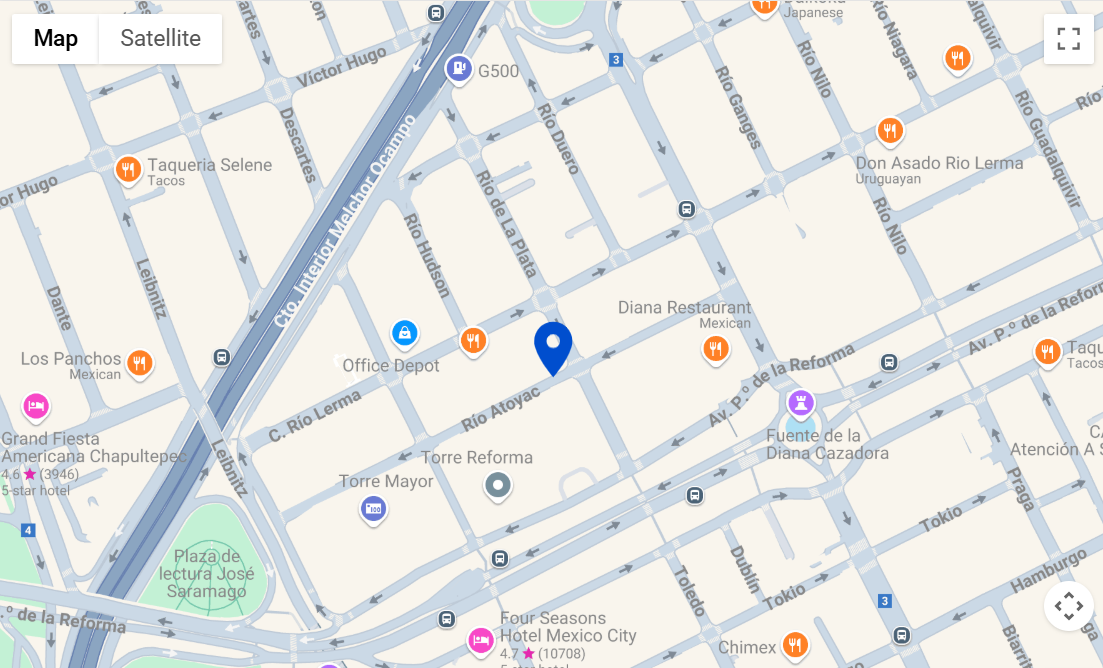 Map
Satellite
Japanese
3
G500
Victor Hugo
Descartes
Río Duero
Río Ganges
Río Nilo
Río Niagara
Río Guadalquivir
Taqueria Selene
Tacos
Don Asado Rio Lerma
Uruguayan
Cto. Interior Melchor Ocampo
Río de La Plata
Río Hudson
Río Nilo
Leibnitz
Dante
Diana Restaurant
Mexican
Los Panchos
Mexican
Office Depot
Av. P.º de la Reforma
Av. P.º de la Reforma
C. Río Lerma
Río Atoyac
Grand Fiesta
Americana Chapultepec
4.6 ★ (3946)
5-star hotel
Leibnitz
Torre Reforma
Torre Mayor
Fuente de la
Diana Cazadora
Tacos
Atención A S
Praga
4
Tokio
Plaza de
lectura José
Saramago
Dublín
Tokio
Toledo
Hamburgo
3
º de la Reforma
Four Seasons
Hotel Mexico City
4.7 ★ (10708)
Chimex